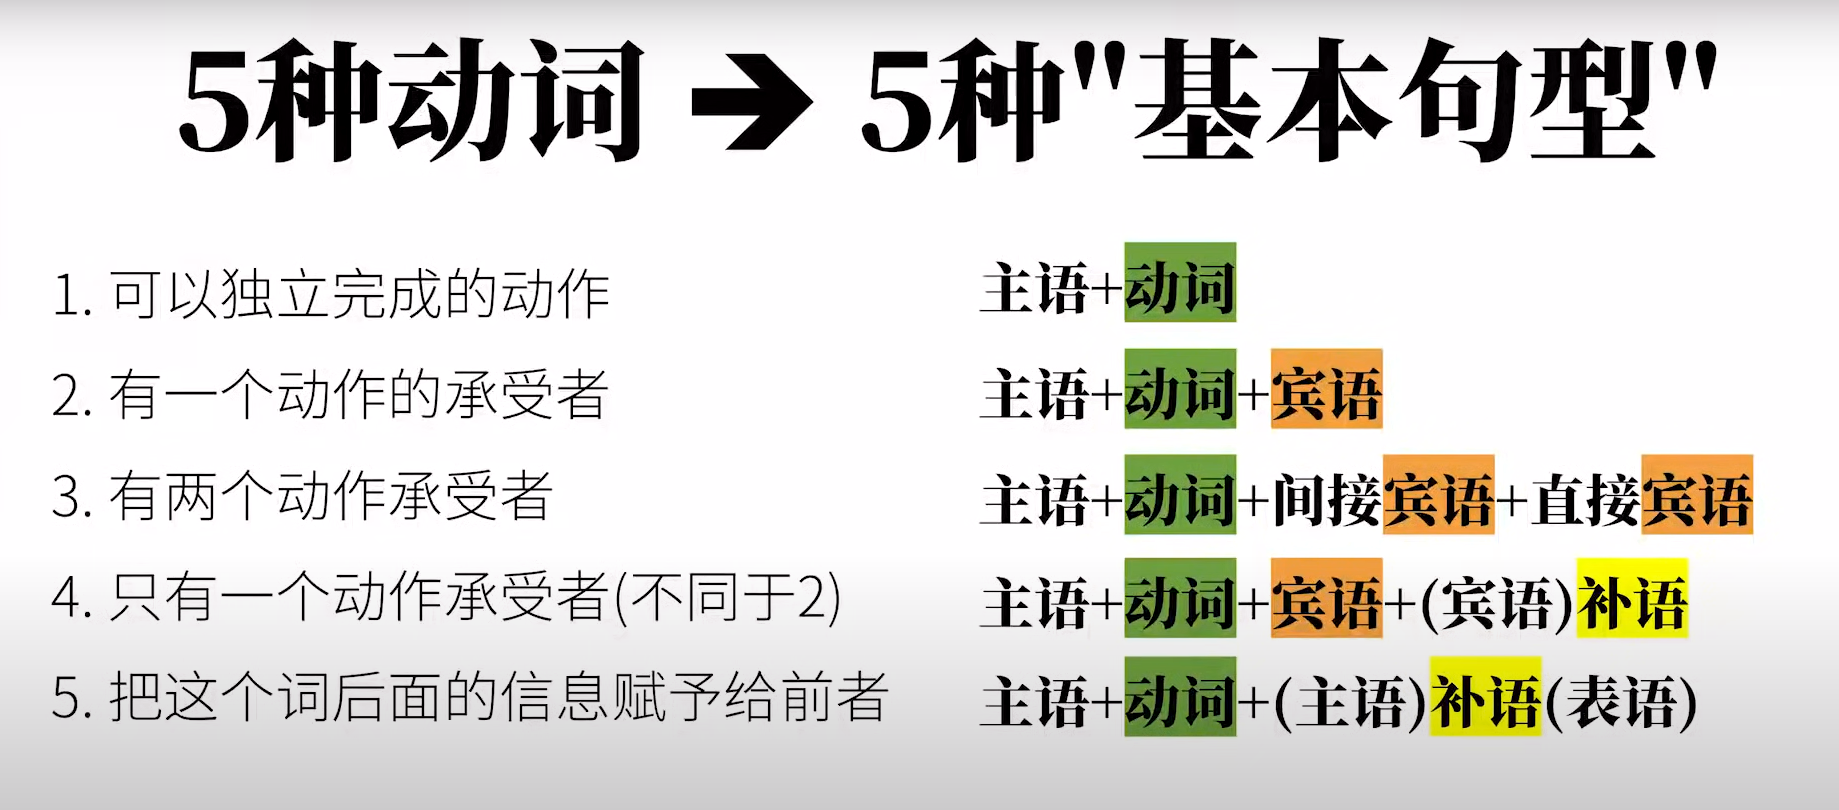 5种动词 → 5种"基本句型"
1. 可以独立完成的动作 主语+动词
2. 有一个动作的承受者 主语+动词+宾语
3. 有两个动作承受者 主语+动词+间接宾语+直接宾语
4. 只有一个动作承受者(不同于2) 主语+动词+宾语+(宾语)补语
5. 把这个词后面的信息赋予给前者 主语+动词+(主语)补语(表语)